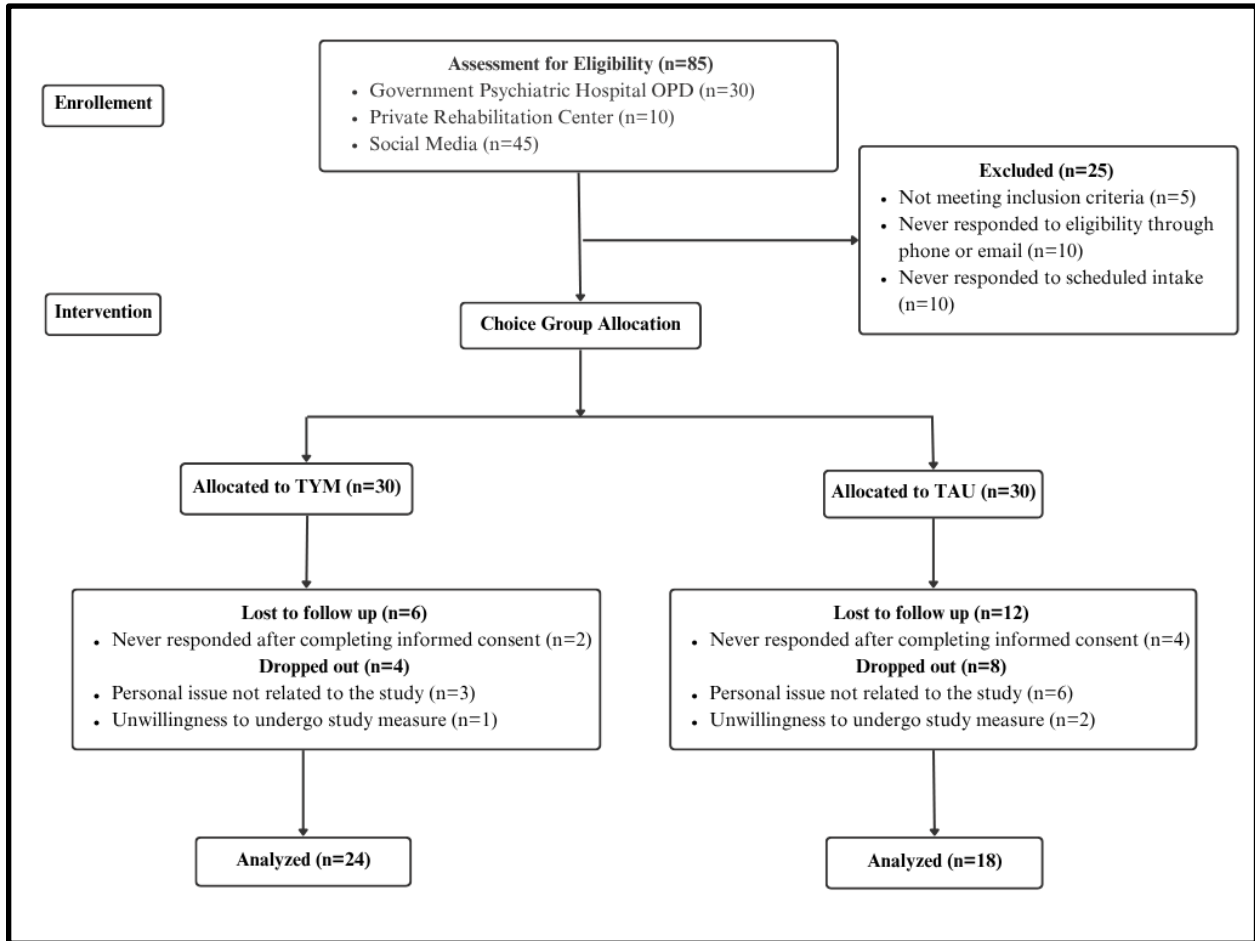 Enrollement
Assessment for Eligibility (n=85)
• Government Psychiatric Hospital OPD (n=30)
• Private Rehabilitation Center (n=10)
• Social Media (n=45)
Excluded (n=25)
• Not meeting inclusion criteria (n=5)
• Never responded to eligibility through
phone or email (n=10)
• Never responded to scheduled intake
(n=10)
Intervention
Choice Group Allocation
Allocated to TYM (n=30)
Allocated to TAU (n=30)
Lost to follow up (n=6)
• Never responded after completing informed consent (n=2)
Dropped out (n=4)
• Personal issue not related to the study (n=3)
• Unwillingness to undergo study measure (n=1)
Lost to follow up (n=12)
• Never responded after completing informed consent (n=4)
Dropped out (n=8)
• Personal issue not related to the study (n=6)
• Unwillingness to undergo study measure (n=2)
Analyzed (n=24)
Analyzed (n=18)